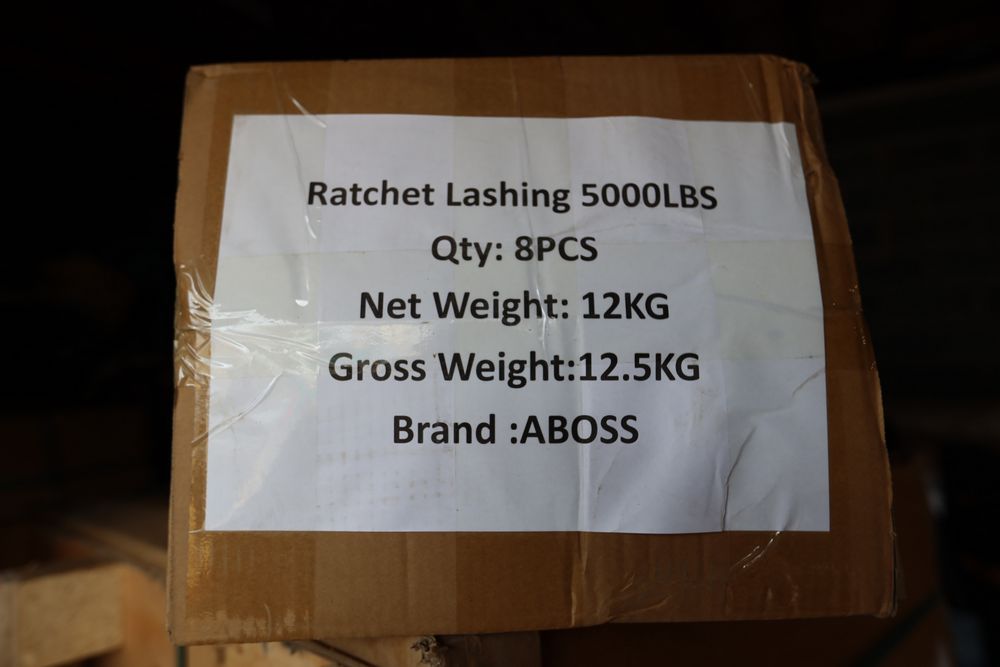 Ratchet Lashing 5000LBS
Qty: 8PCS
Net Weight: 12KG
Gross Weight:12.5KG
Brand :ABOSS